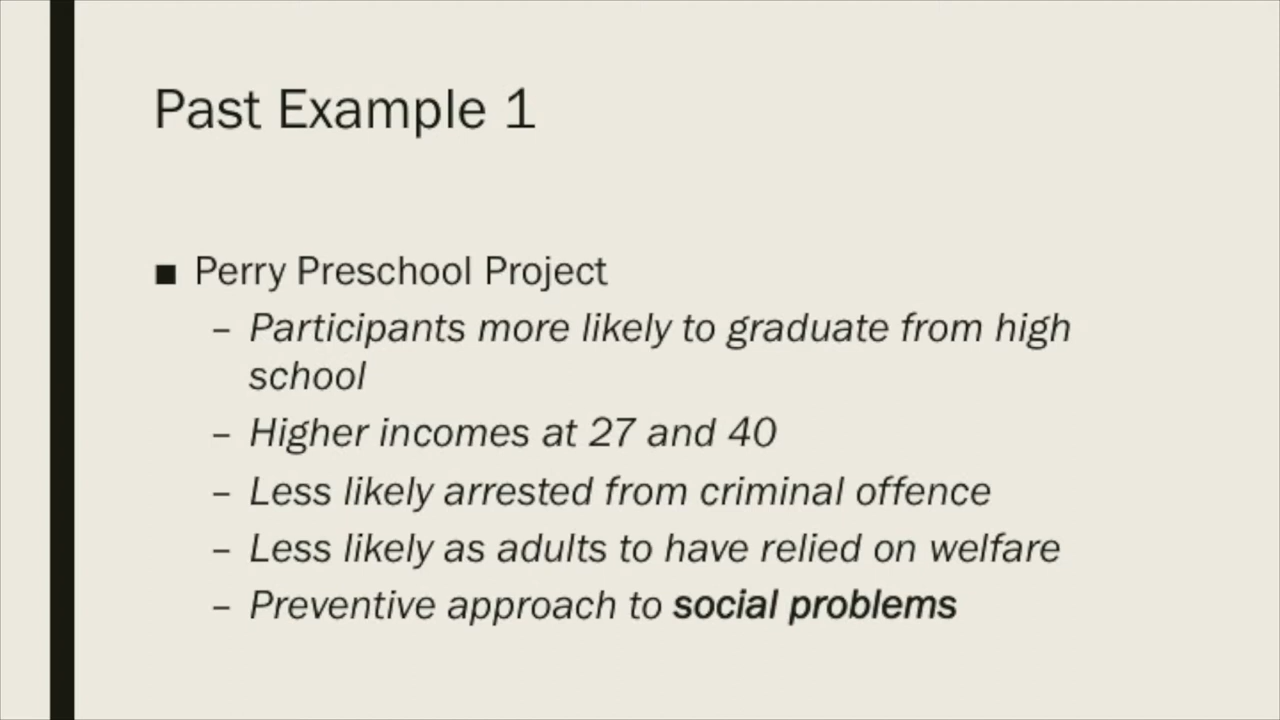 Past Example 1
■ Perry Preschool Project
– Participants more likely to graduate from high
school
– Higher incomes at 27 and 40
– Less likely arrested from criminal offence
– Less likely as adults to have relied on welfare
– Preventive approach to social problems